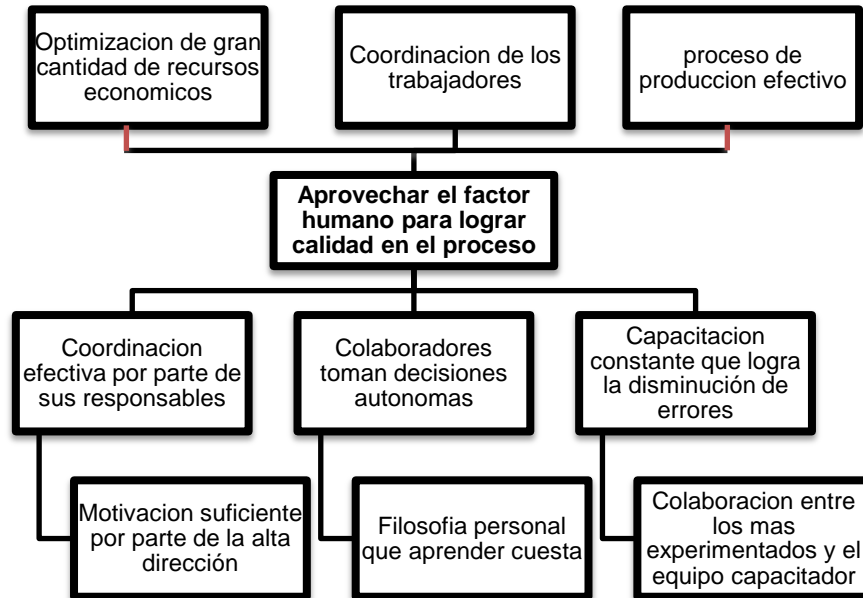 Optimizacion de gran
cantidad de recursos
economicos
Coordinacion de los
trabajadores
proceso de
produccion efectivo
Aprovechar el factor
humano para lograr
calidad en el proceso
Coordinacion
efectiva por parte de
sus responsables
Colaboradores
toman decisiones
autonomas
Capacitacion
constante que logra
la disminución de
errores
Motivacion suficiente
por parte de la alta
dirección
Filosofia personal
que aprender cuesta
Colaboracion entre
los mas
experimentados y el
equipo capacitador